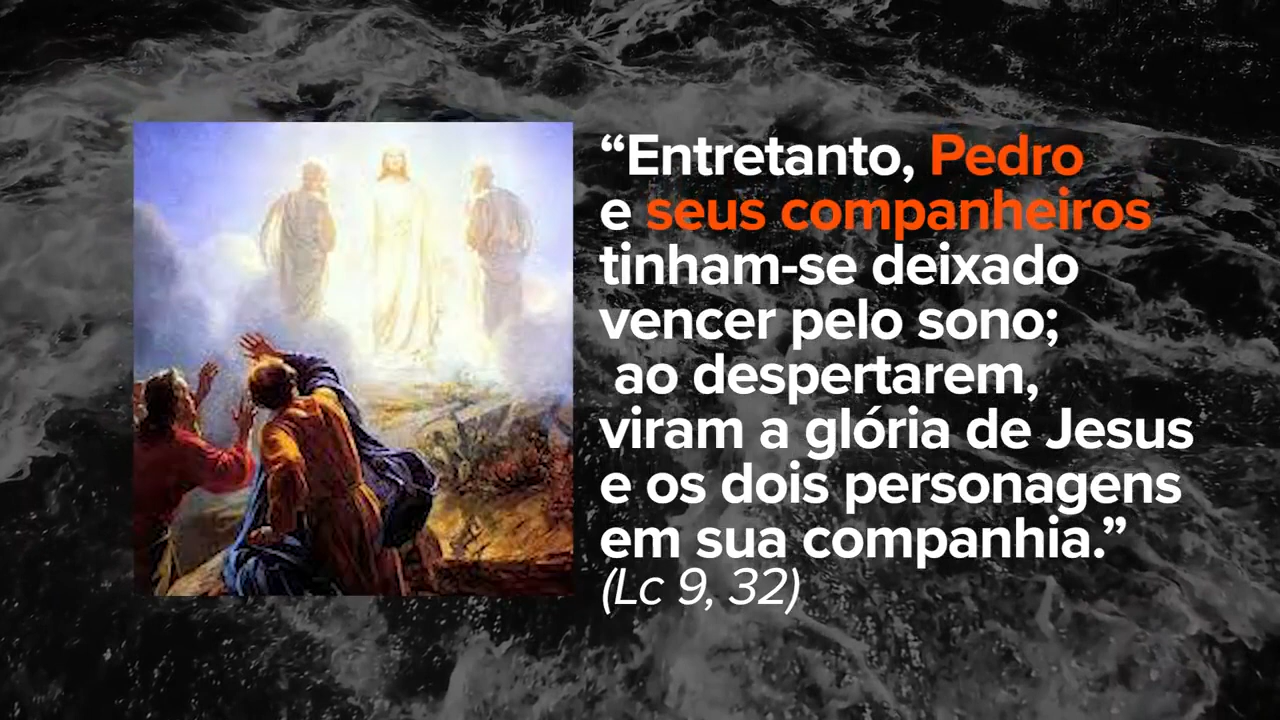 “Entretanto, Pedro
e seus companheiros
tinham-se deixado
vencer pelo sono;
ao despertarem,
viram a glória de Jesus
e os dois personagens
em sua companhia.”
(Lc 9, 32)